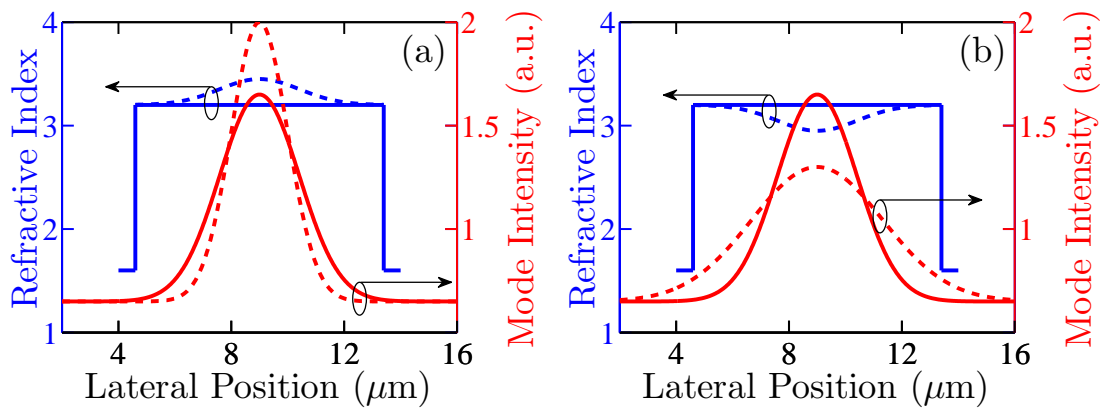 (a)
Refractive Index
4
3
2
1
4 8 12 16
Lateral Position (μm)
2
1.5
1
Mode Intensity (a.u.)
(b)
Refractive Index
4
3
2
1
4 8 12 16
Lateral Position (μm)
2
1.5
1
Mode Intensity (a.u.)